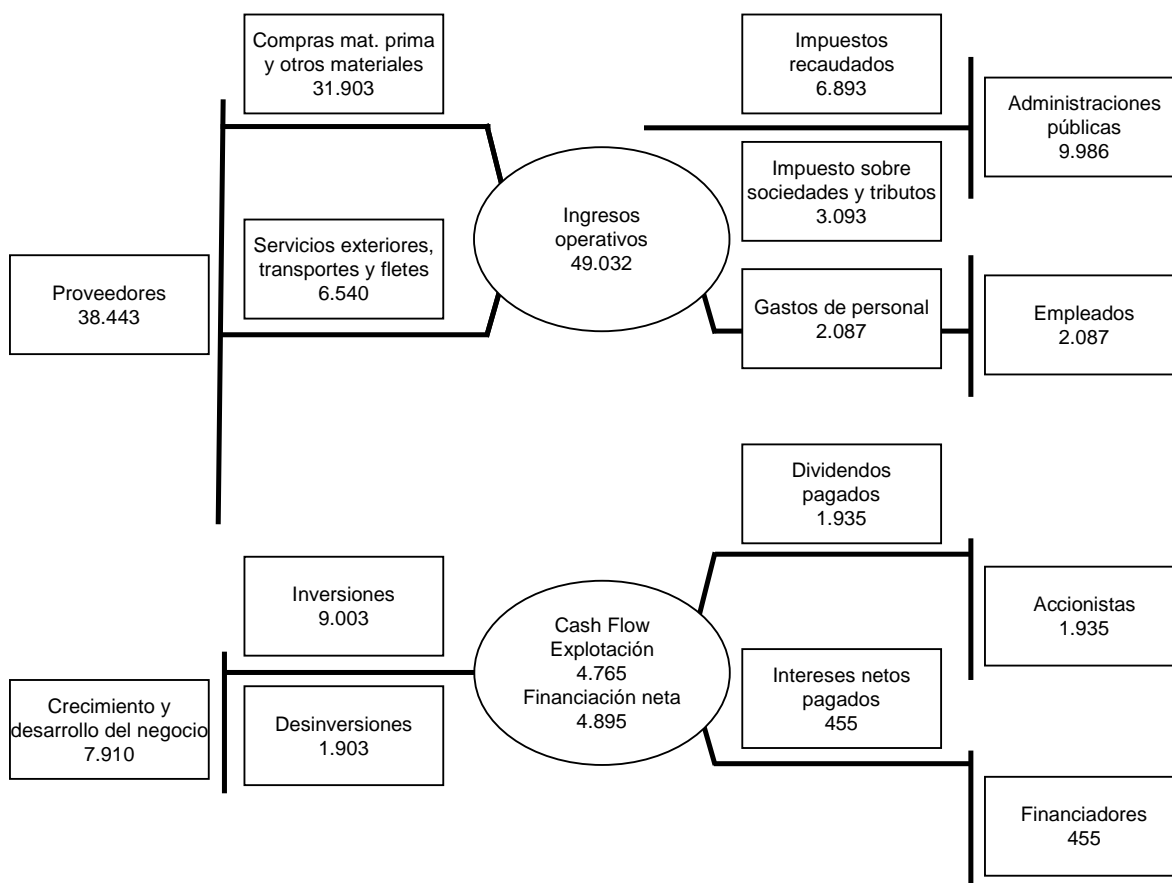 Compras mat. prima
y otros materiales
31.903
Impuestos
recaudados
6.893
Administraciones
públicas
9.986
Impuesto sobre
sociedades y tributos
3.093
Ingresos
operativos
49.032
Servicios exteriores,
transportes y fletes
6.540
Proveedores
38.443
Gastos de personal
2.087
Empleados
2.087
Dividendos
pagados
1.935
Inversiones
9.003
Accionistas
1.935
Cash Flow
Explotación
4.765
Financiación neta
4.895
Intereses netos
pagados
455
Crecimiento y
desarrollo del negocio
7.910
Desinversiones
1.903
Financiadores
455